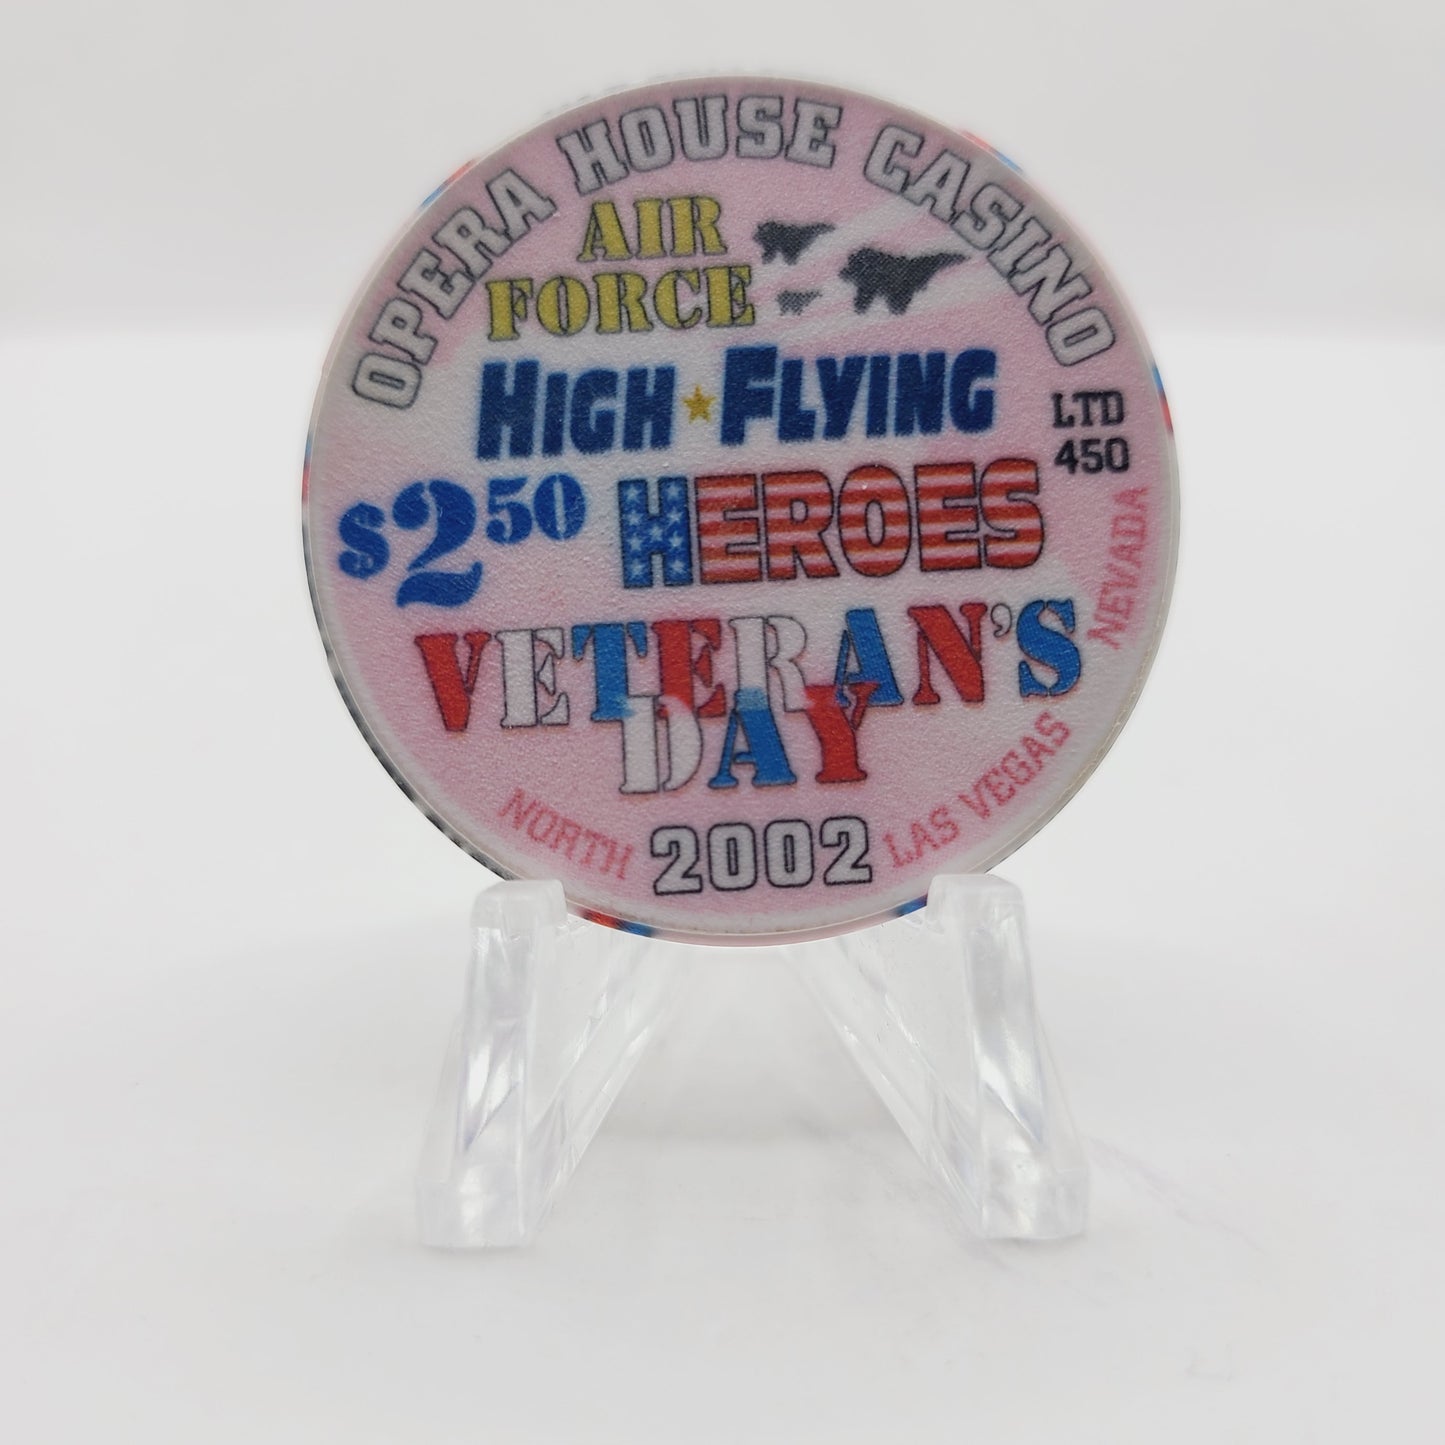 OPERA HOUSE CASINO
AIR
FORCE
HIGH FLYING
LTD
450
$2.50
HEROES
VETERAN'S
DAY
NORTH LAS VEGAS NEVADA
2002